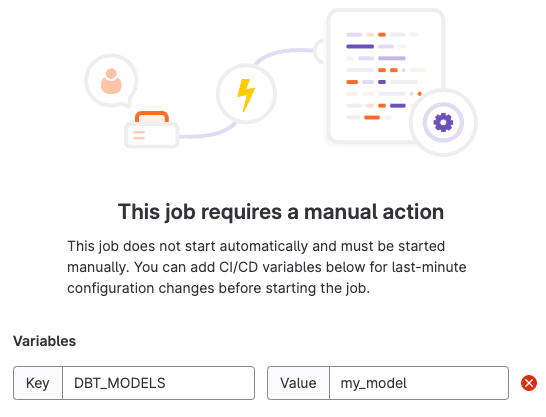 This job requires a manual action
This job does not start automatically and must be started
manually. You can add CI/CD variables below for last-minute
configuration changes before starting the job.
Variables
Key DBT_MODELS Value my_model